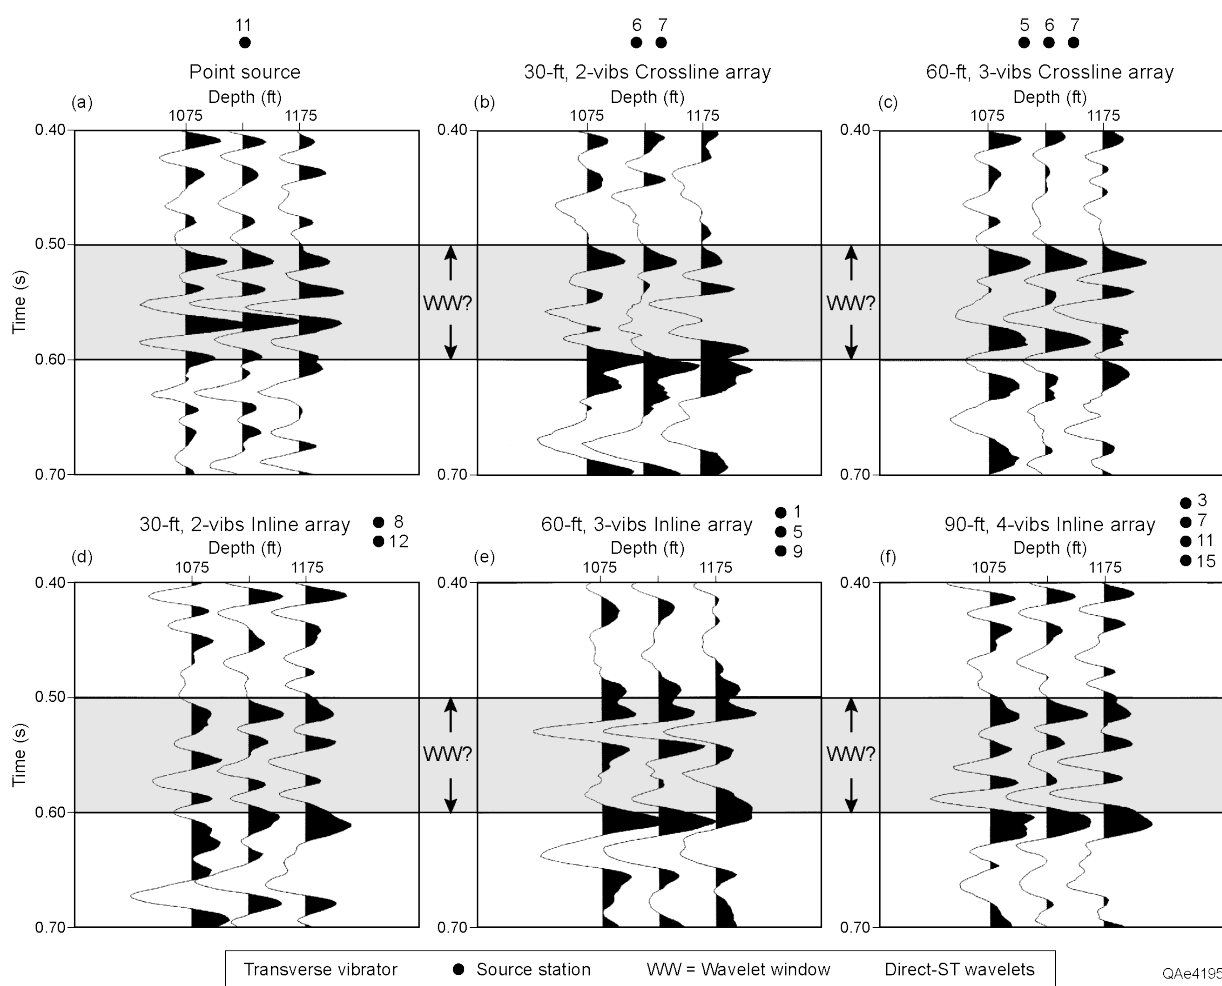 11
6 7
5 6 7
Point source
30-ft, 2-vibs Crossline array
60-ft, 3-vibs Crossline array
(a)
Depth (ft)
(b)
Depth (ft)
(c)
Depth (ft)
1075 1175
1075 1175
1075 1175
0.40
0.40
0.40
0.50
Time (s)
WW?
WW?
0.60
0.70
0.70
0.70
30-ft, 2-vibs Inline array
8
12
60-ft, 3-vibs Inline array
1
5
9
90-ft, 4-vibs Inline array
3
7
11
15
(d)
Depth (ft)
(e)
Depth (ft)
(f)
Depth (ft)
1075 1175
1075 1175
1075 1175
0.40
0.40
0.40
0.50
Time (s)
WW?
WW?
0.60
0.70
0.70
0.70
Transverse vibrator Source station WW = Wavelet window Direct-ST wavelets
QAe4195